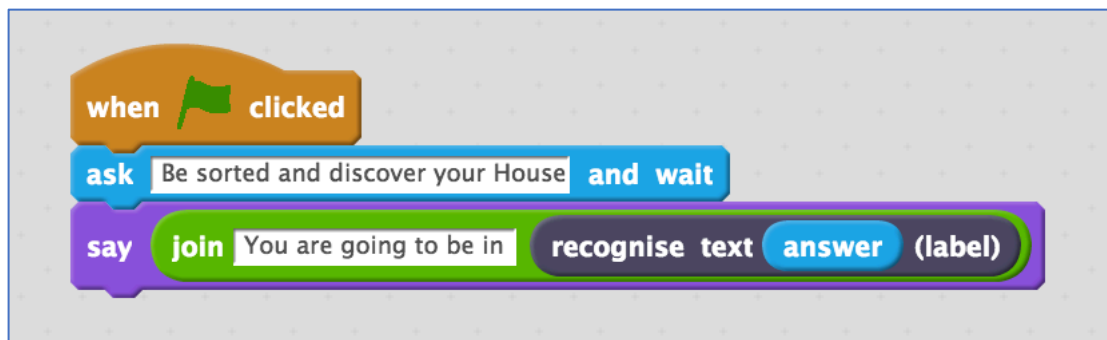 when clicked
ask Be sorted and discover your House and wait
say join You are going to be in recognise text answer (label)